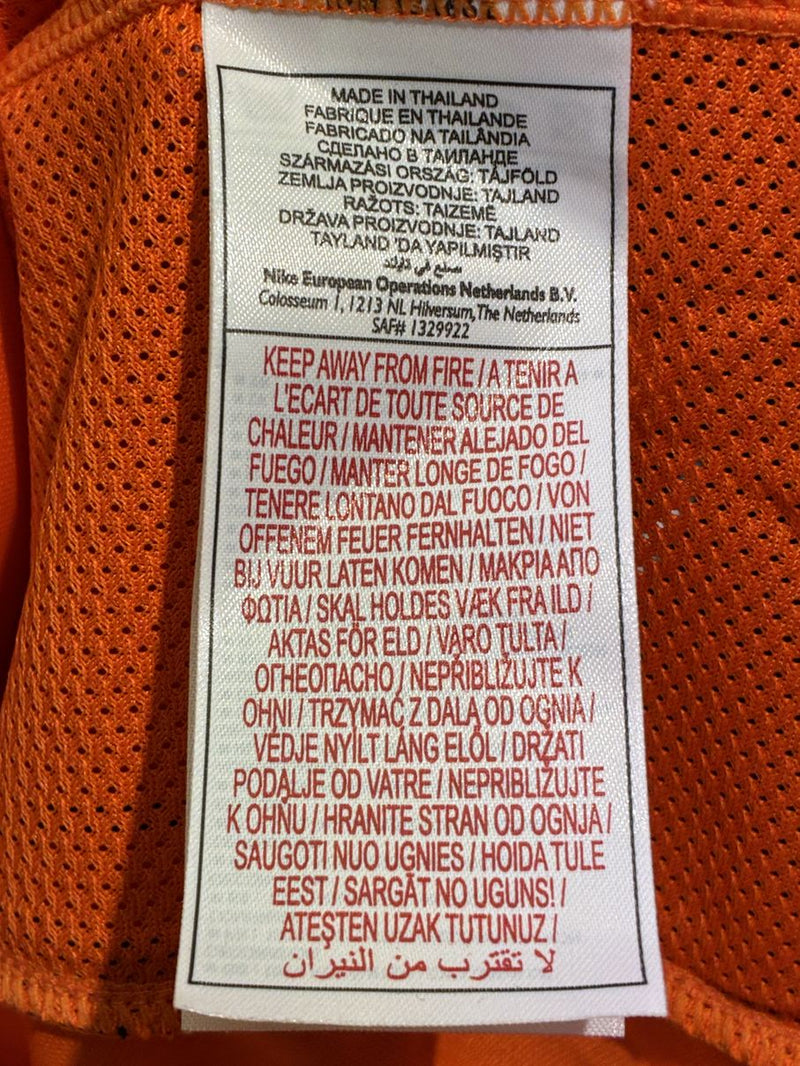 MADE IN THAILAND
FABRIQUE EN THAILANDE
FABRICADO NA TAILÂNDIA
СДЕЛАНО В ТАИЛАНДЕ
SZÁRMAZÁSI ORSZÁG: TÁJFÖLD
ZEMLJA PROIZVODNJE: TAJLAND
RAŽOTS: TAIZEMĒ
DRŽAVA PROIZVODNJE: TAJLAND
TAYLAND 'DA YAPILMIŞTIR
صنع في تايلند
Nike European Operations Netherlands B.V.
Colosseum 1, 1213 NL Hilversum, The Netherlands
SAF# 1329922
KEEP AWAY FROM FIRE / A TENIR A
L'ECART DE TOUTE SOURCE DE
CHALEUR / MANTENER ALEJADO DEL
FUEGO / MANTER LONGE DE FOGO /
TENERE LONTANO DAL FUOCO / VON
OFFENEM FEUER FERNHALTEN / NIET
BIJ VUUR LATEN KOMEN / ΜΑΚΡΙΑ ΑΠΟ
ΦΩΤΙΑ / SKAL HOLDES VÆK FRA ILD /
AKTAS FÖR ELD / VARO TULTA /
ОГНЕОПАСНО / NEPŘIBLIŽUJTE K
OHNI / TRZYMAĆ Z DALA OD OGNIA /
VÉDJE NYÍLT LÁNG ELŐL / DRŽATI
PODALJE OD VATRE / NEPRIBLIŽUJTE
K OHŇU / HRANITE STRAN OD OGNJA /
SAUGOTI NUO UGNIES / HOIDA TULE
EEST / SARGĀT NO UGUNS! /
ATEŞTEN UZAK TUTUNUZ /
لا تقترب من النيران